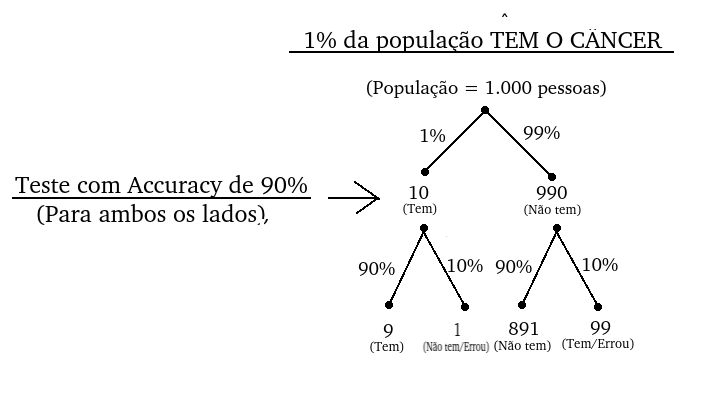 1% da população TEM O CÂNCER
(População = 1.000 pessoas)
1% 99%
Teste com Accuracy de 90%
(Para ambos os lados),
10 990
(Tem) (Não tem)
90% 10% 90% 10%
9 1 891 99
(Tem) (Não tem/Errou) (Não tem) (Tem/Errou)